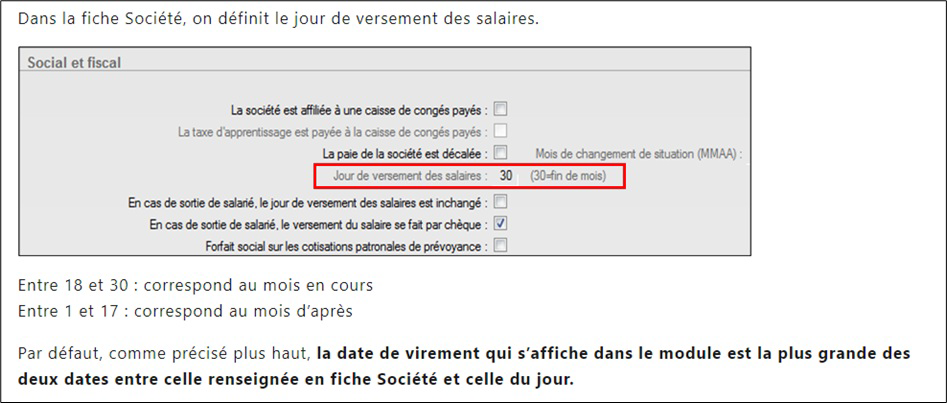 Dans la fiche Société, on définit le jour de versement des salaires.
Social et fiscal
La société est affiliée à une caisse de congés payés :
La taxe d'apprentissage est payée à la caisse de congés payés :
La paie de la société est décalée : Mois de changement de situation (MMAA) :
Jour de versement des salaires : 30 (30=fin de mois)
En cas de sortie de salarié, le jour de versement des salaires est inchangé :
En cas de sortie de salarié, le versement du salaire se fait par chèque :
Forfait social sur les cotisations patronales de prévoyance :
Entre 18 et 30 : correspond au mois en cours
Entre 1 et 17 : correspond au mois d’après
Par défaut, comme précisé plus haut, la date de virement qui s’affiche dans le module est la plus grande des
deux dates entre celle renseignée en fiche Société et celle du jour.